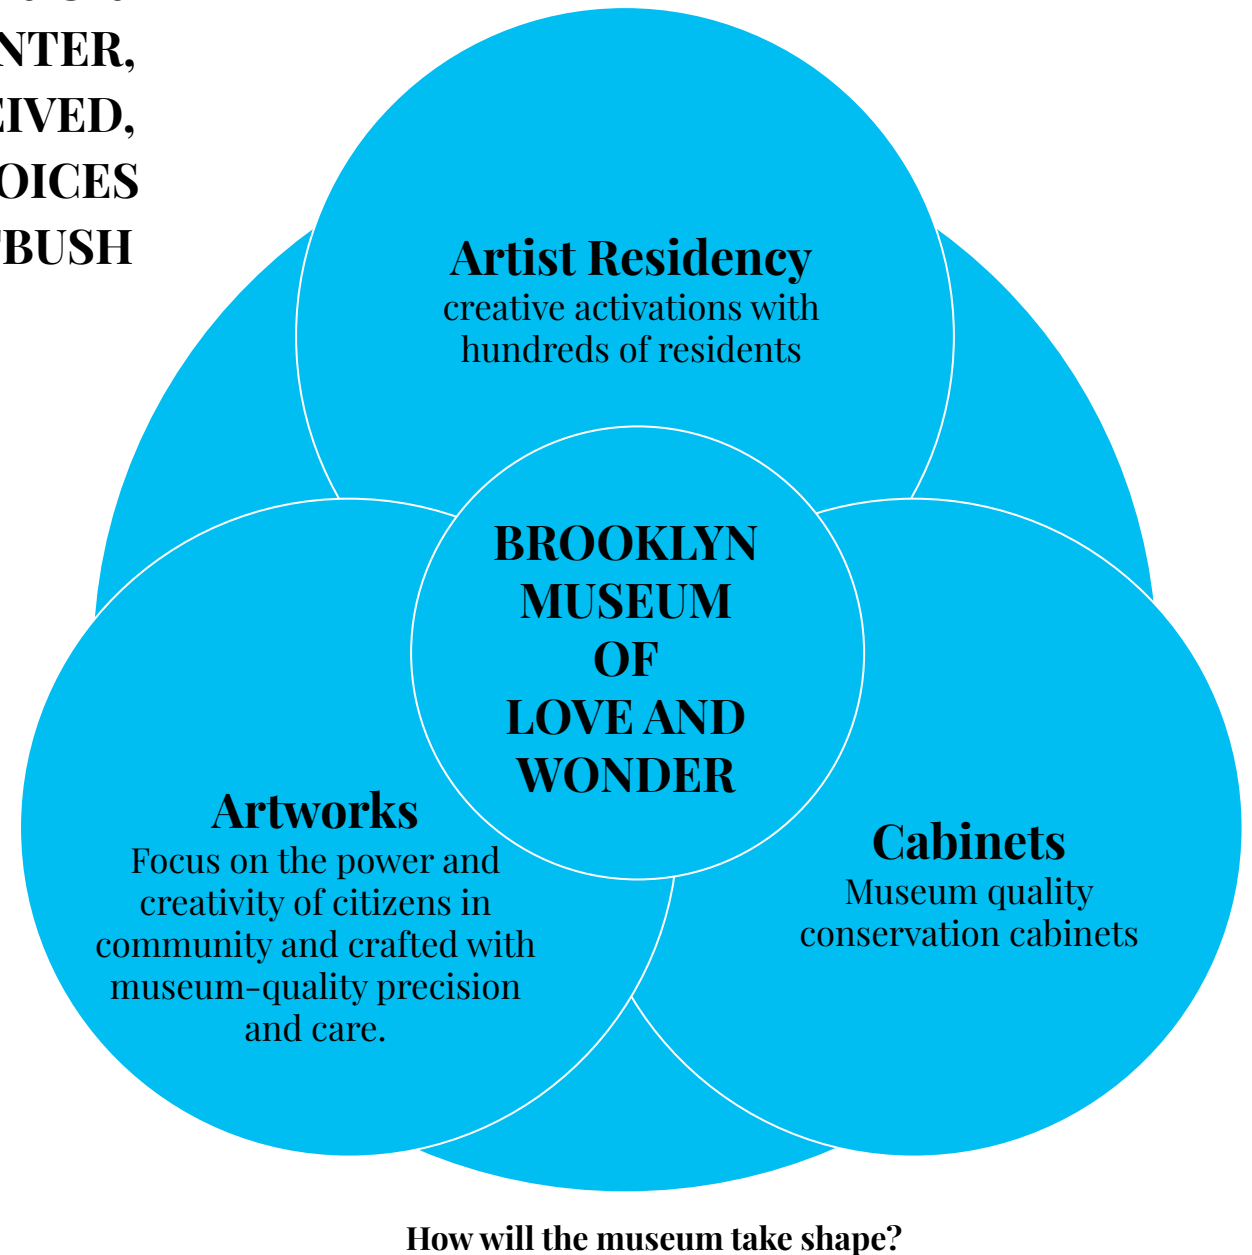 NTER,
EIVED,
OICES
BUSH
Artist Residency
creative activations with
hundreds of residents
BROOKLYN
MUSEUM
OF
LOVE AND
WONDER
Artworks
Focus on the power and
creativity of citizens in
community and crafted with
museum-quality precision
and care.
Cabinets
Museum quality
conservation cabinets
How will the museum take shape?